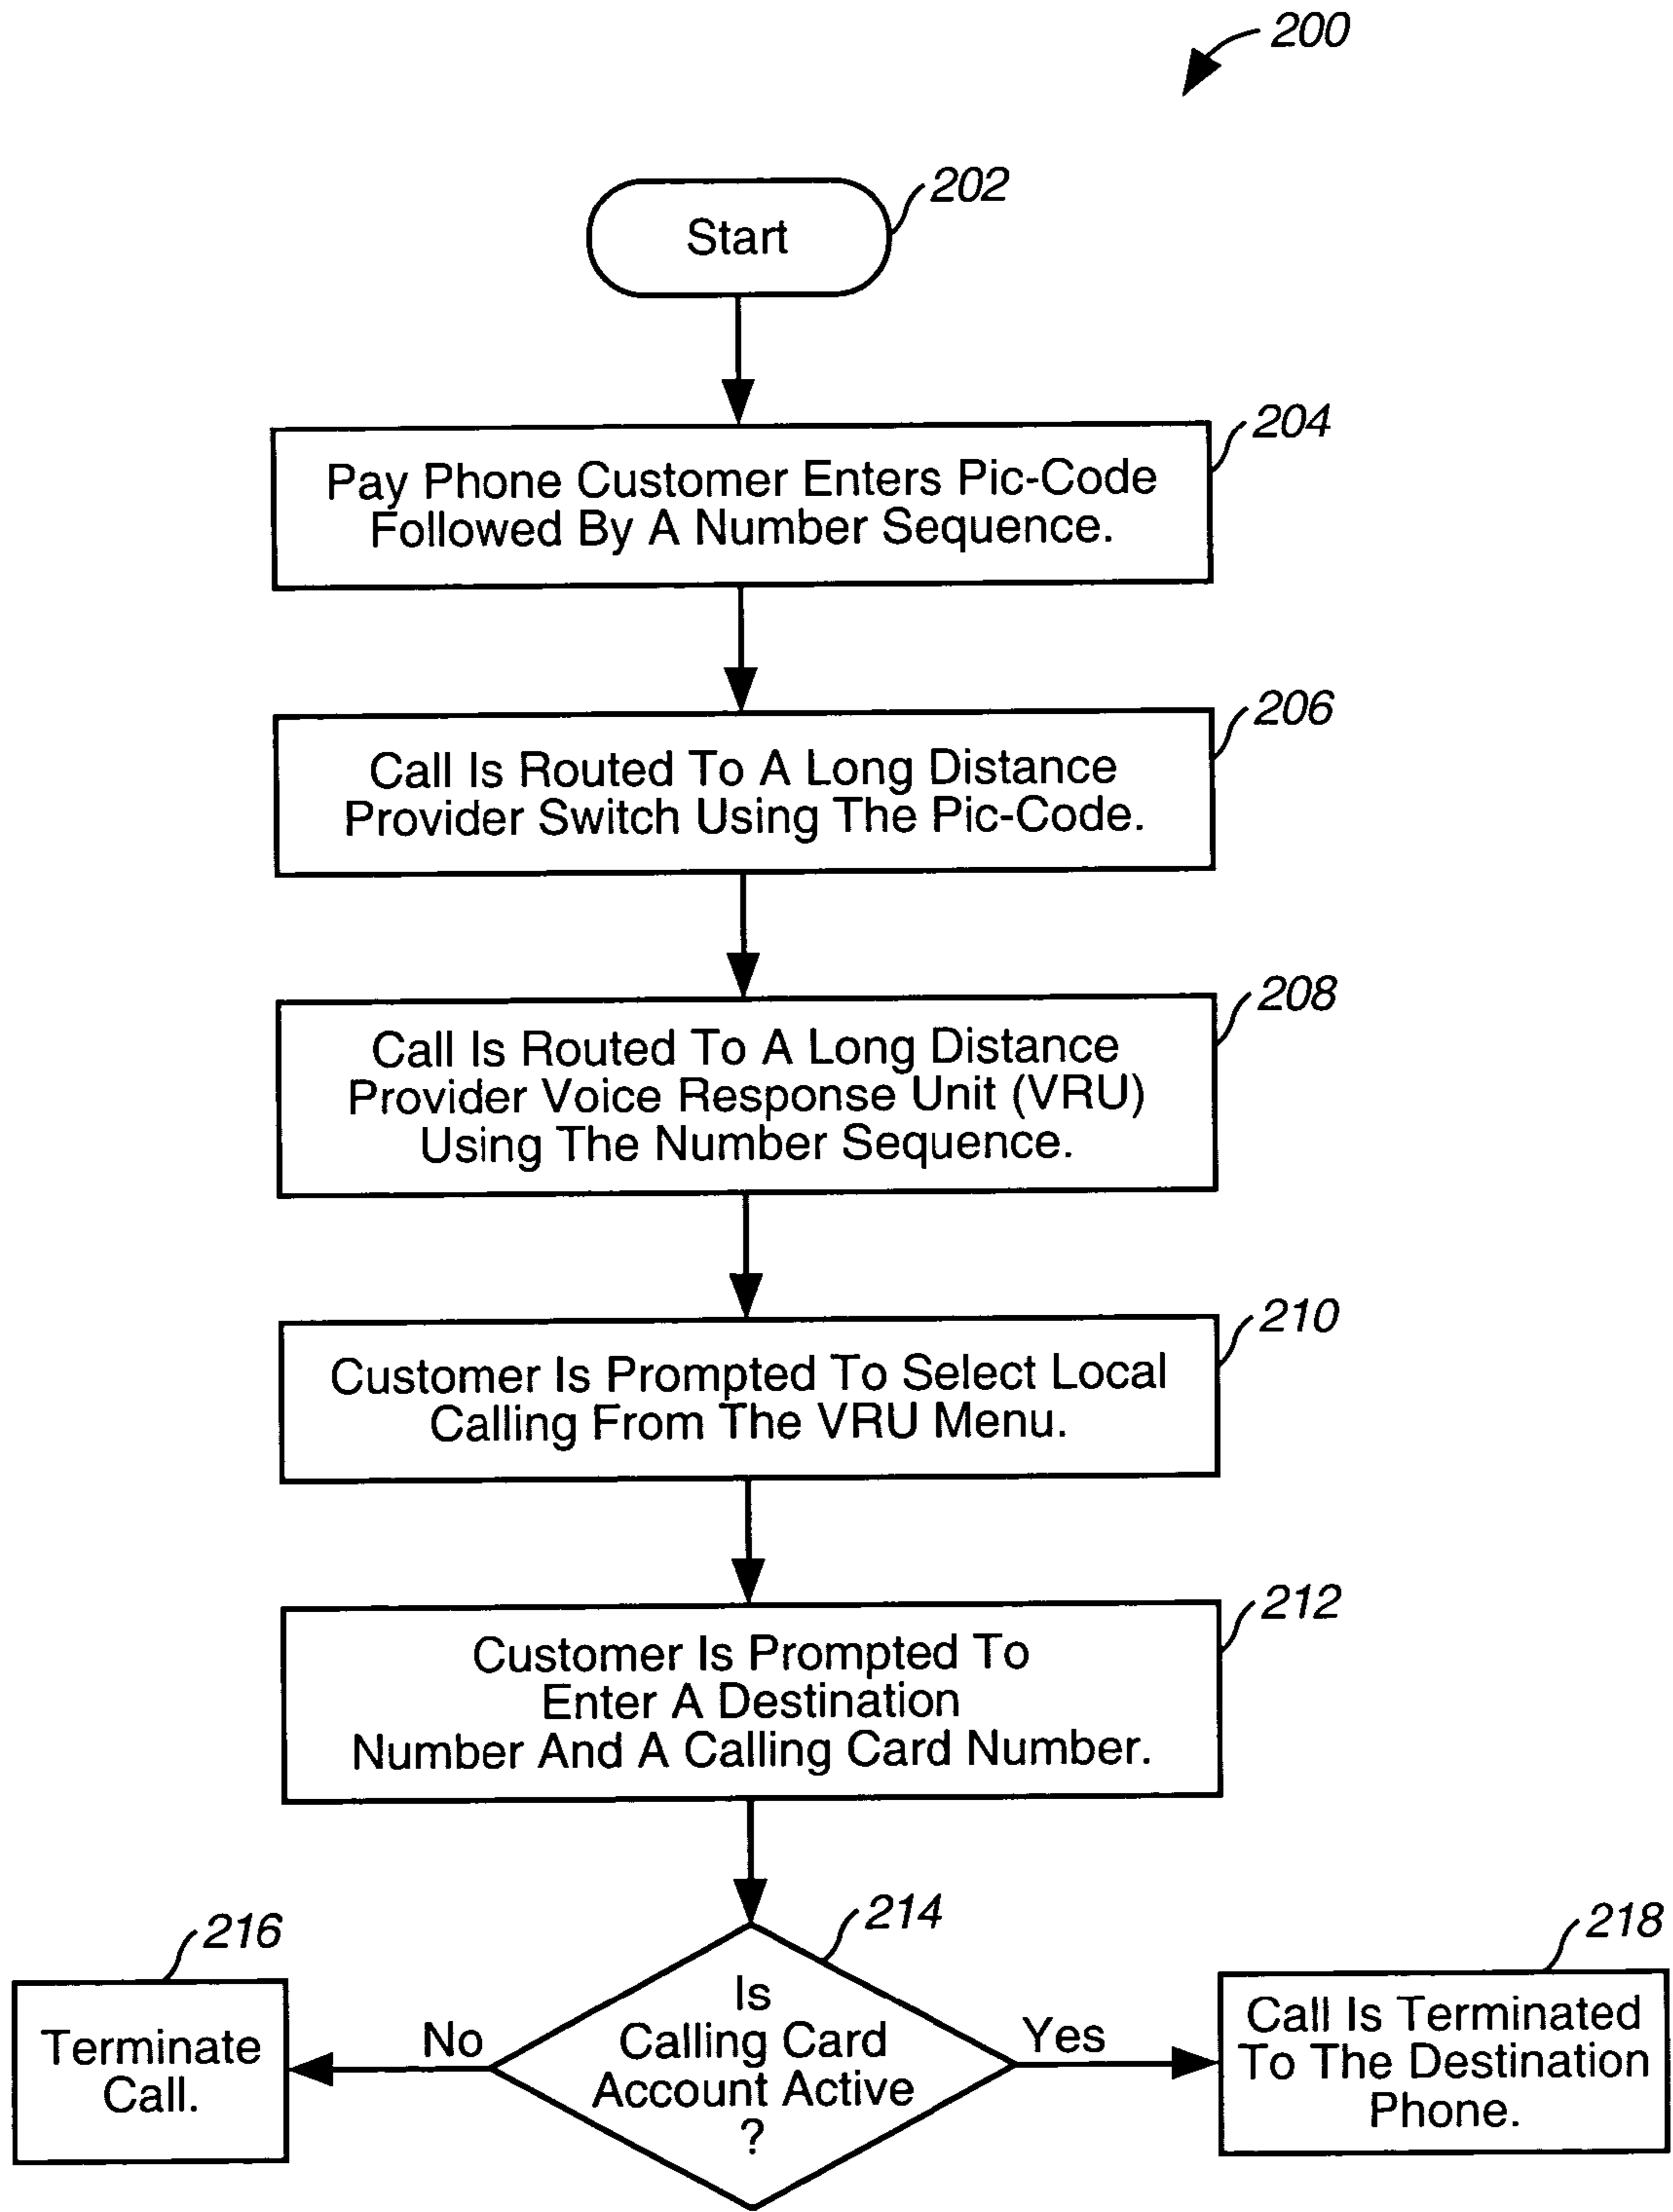 200
Start
202
Pay Phone Customer Enters Pic-Code
Followed By A Number Sequence.
204
Call Is Routed To A Long Distance
Provider Switch Using The Pic-Code.
206
Call Is Routed To A Long Distance
Provider Voice Response Unit (VRU)
Using The Number Sequence.
208
Customer Is Prompted To Select Local
Calling From The VRU Menu.
210
Customer Is Prompted To
Enter A Destination
Number And A Calling Card Number.
212
216
Terminate
Call.
No
214
Is
Calling Card
Account Active
?
Yes
218
Call Is Terminated
To The Destination
Phone.